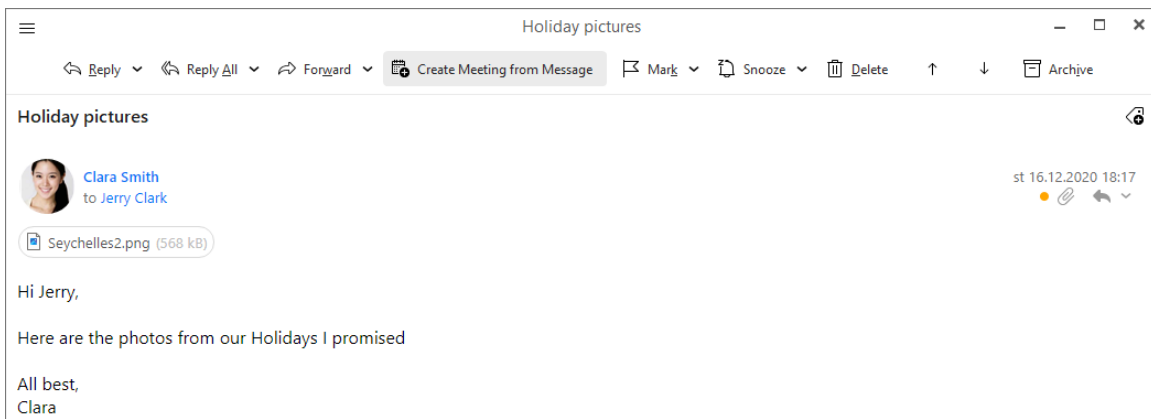 Holiday pictures
Reply Reply All Forward Create Meeting from Message Mark Snooze Delete Archive
Holiday pictures
Clara Smith
st 16.12.2020 18:17
to Jerry Clark
Seychelles2.png (568 kB)
Hi Jerry,
Here are the photos from our Holidays I promised
All best,
Clara